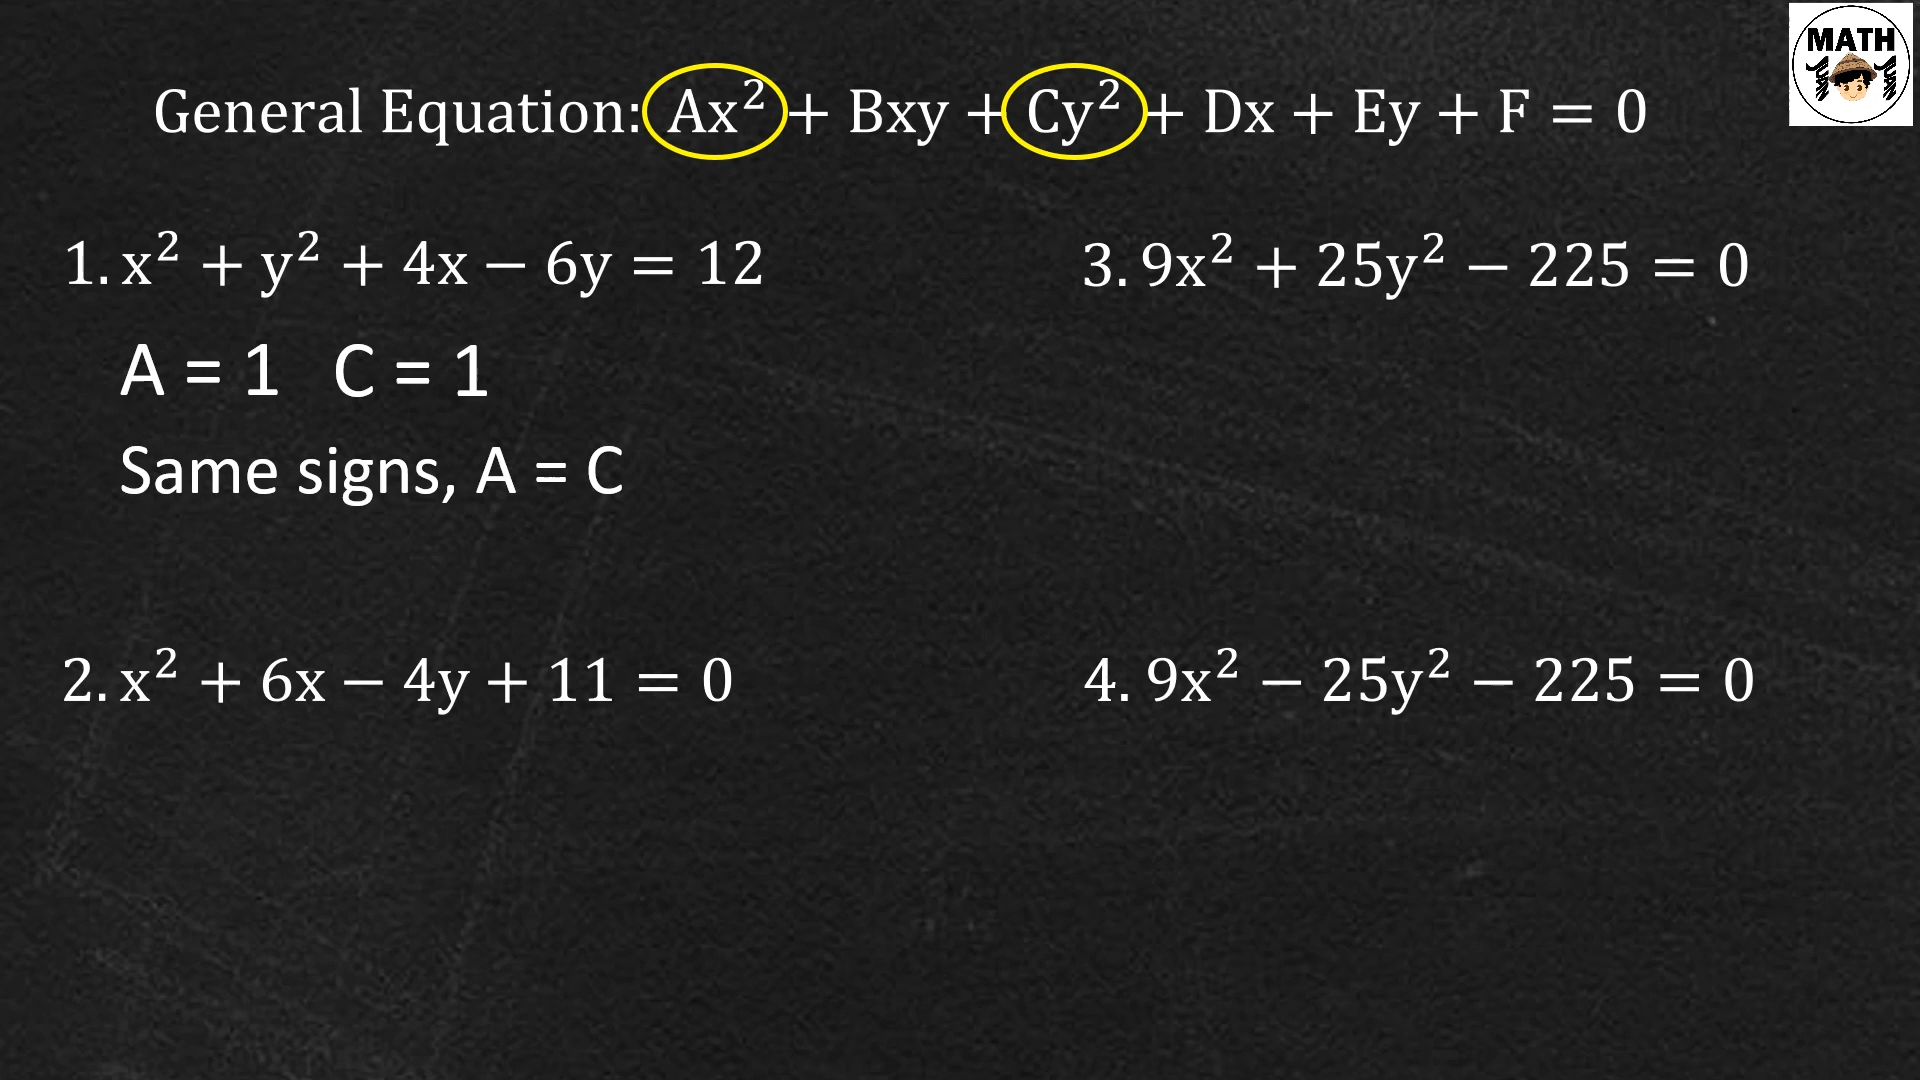 MATH
General Equation: Ax² + Bxy + Cy² + Dx + Ey + F = 0
1. x² + y² + 4x − 6y = 12
A = 1 C = 1
Same signs, A = C
2. x² + 6x − 4y + 11 = 0
3. 9x² + 25y² − 225 = 0
4. 9x² − 25y² − 225 = 0